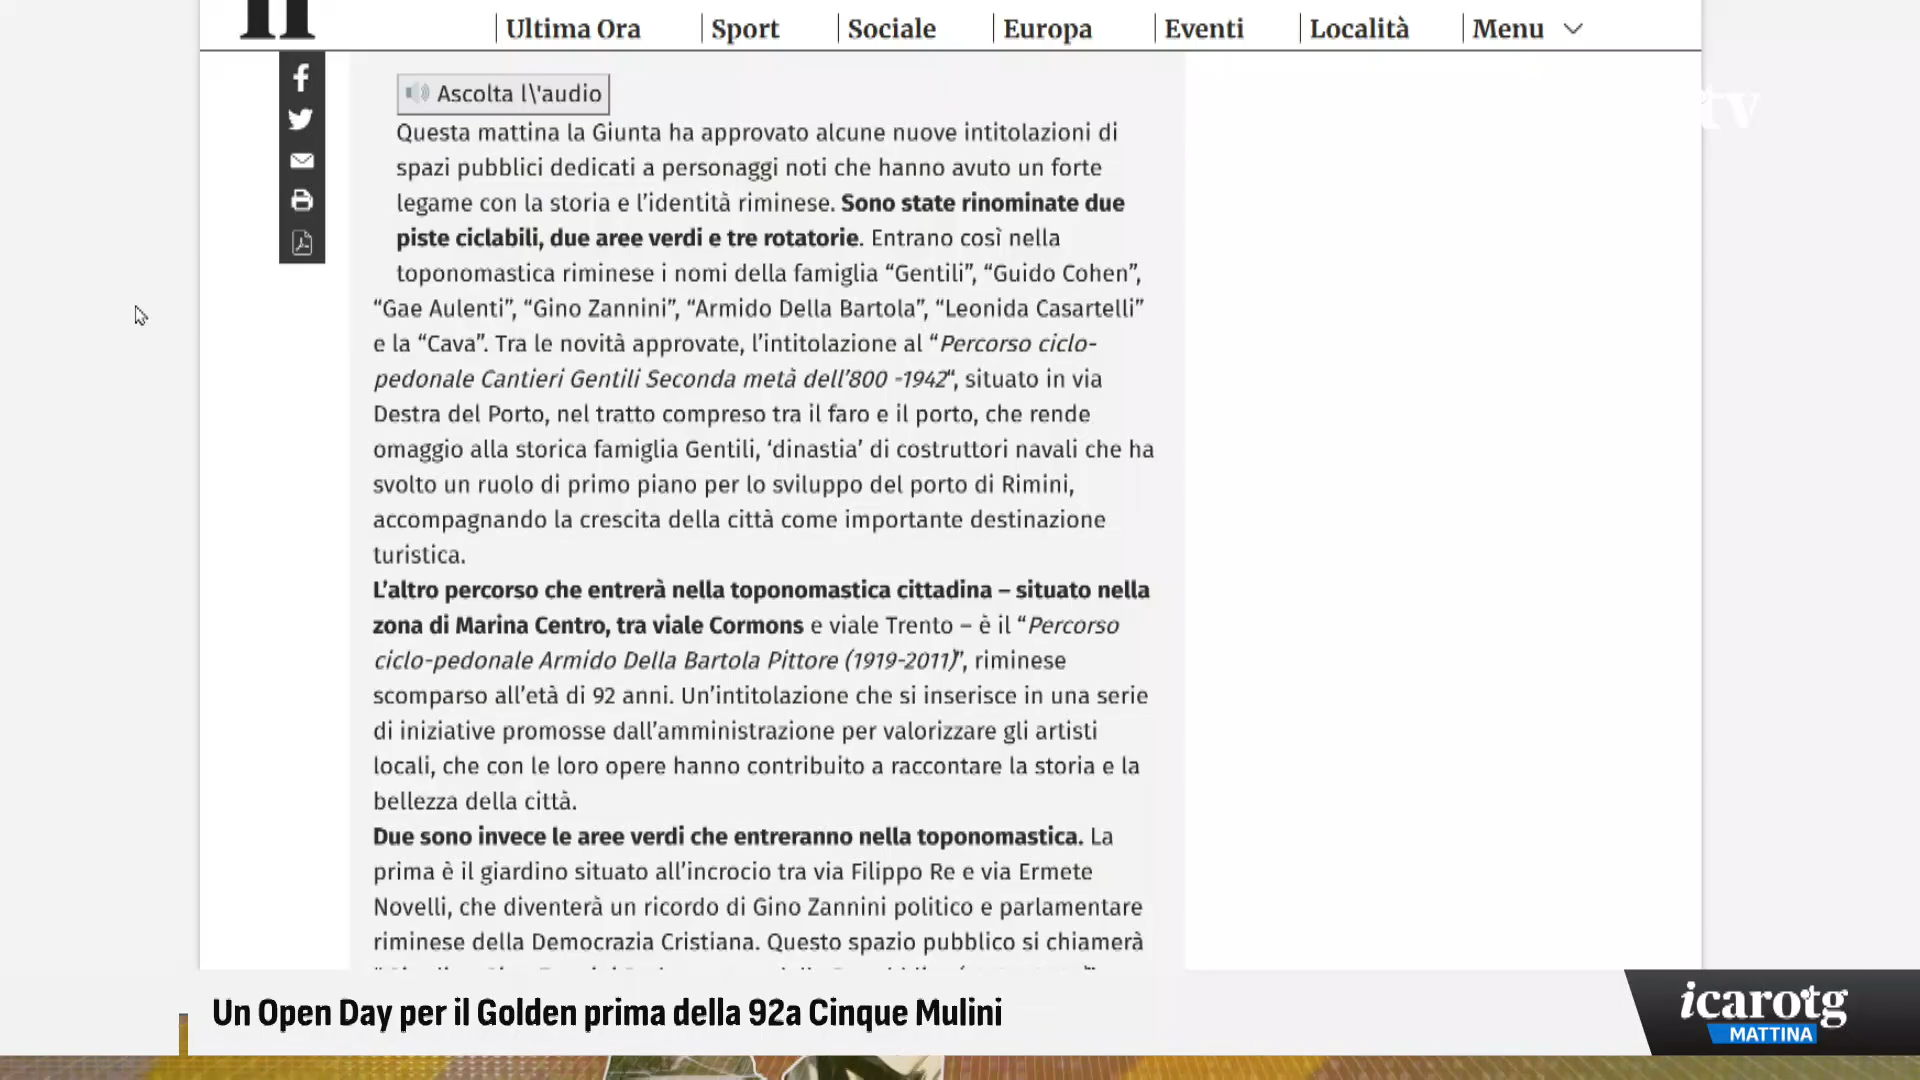 Ultima Ora
Sport
Sociale
Europa
Eventi
Località
Menu
tv
Ascolta l\'audio
Questa mattina la Giunta ha approvato alcune nuove intitolazioni di
spazi pubblici dedicati a personaggi noti che hanno avuto un forte
legame con la storia e l’identità riminese. Sono state rinominate due
piste ciclabili, due aree verdi e tre rotatorie. Entrano così nella
toponomastica riminese i nomi della famiglia “Gentili”, “Guido Cohen”,
“Gae Aulenti”, “Gino Zannini”, “Armido Della Bartola”, “Leonida Casartelli”
e la “Cava”. Tra le novità approvate, l’intitolazione al “Percorso ciclo-
pedonale Cantieri Gentili Seconda metà dell’800 -1942“, situato in via
Destra del Porto, nel tratto compreso tra il faro e il porto, che rende
omaggio alla storica famiglia Gentili, ‘dinastia’ di costruttori navali che ha
svolto un ruolo di primo piano per lo sviluppo del porto di Rimini,
accompagnando la crescita della città come importante destinazione
turistica.
L’altro percorso che entrerà nella toponomastica cittadina – situato nella
zona di Marina Centro, tra viale Cormons e viale Trento – è il “Percorso
ciclo-pedonale Armido Della Bartola Pittore (1919-2011)”, riminese
scomparso all’età di 92 anni. Un’intitolazione che si inserisce in una serie
di iniziative promosse dall’amministrazione per valorizzare gli artisti
locali, che con le loro opere hanno contribuito a raccontare la storia e la
bellezza della città.
Due sono invece le aree verdi che entreranno nella toponomastica. La
prima è il giardino situato all’incrocio tra via Filippo Re e via Ermete
Novelli, che diventerà un ricordo di Gino Zannini politico e parlamentare
riminese della Democrazia Cristiana. Questo spazio pubblico si chiamerà
Un Open Day per il Golden prima della 92a Cinque Mulini
icarotg
MATTINA